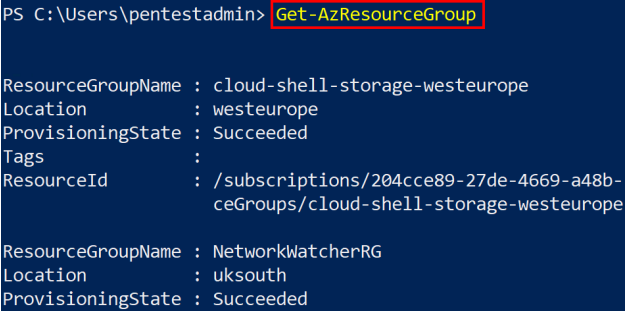 PS C:\Users\pentestadmin> Get-AzResourceGroup
ResourceGroupName : cloud-shell-storage-westeurope
Location          : westeurope
ProvisioningState : Succeeded
Tags              :
ResourceId        : /subscriptions/204cce89-27de-4669-a48b-
                    ceGroups/cloud-shell-storage-westeurope
ResourceGroupName : NetworkWatcherRG
Location          : uksouth
ProvisioningState : Succeeded